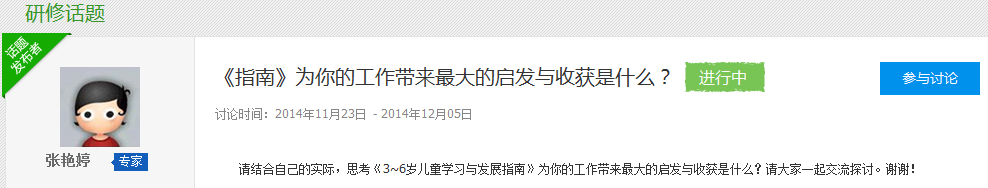 研修话题
话题
发布者
《指南》为你的工作带来最大的启发与收获是什么？ 进行中 参与讨论
讨论时间：2014年11月23日 - 2014年12月05日
张艳婷 专家
请结合自己的实际，思考《3~6岁儿童学习与发展指南》为你的工作带来最大的启发与收获是什么？请大家一起交流探讨。谢谢！